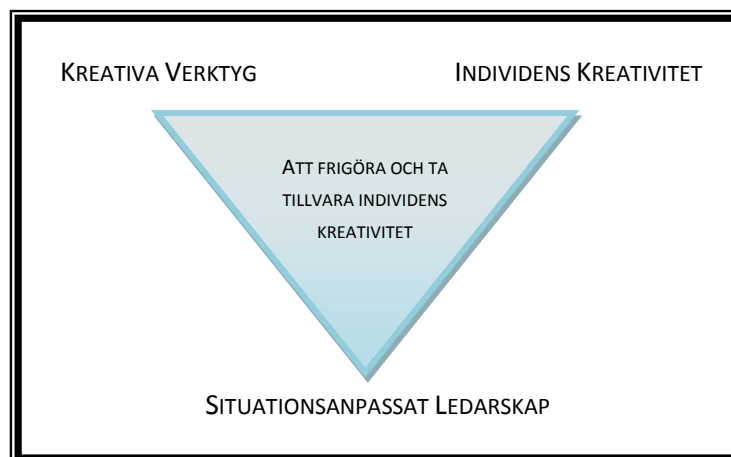 KREATIVA VERKTYG
INDIVIDENS KREATIVITET
ATT FRIGÖRA OCH TA
TILLVARA INDIVIDENS
KREATIVITET
SITUATIONSANPASSAT LEDARSKAP